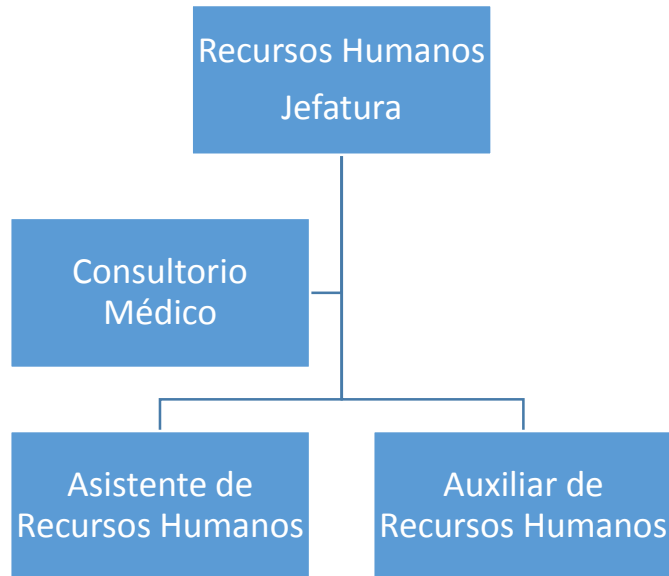 Recursos Humanos
Jefatura
Consultorio
Médico
Asistente de
Recursos Humanos
Auxiliar de
Recursos Humanos